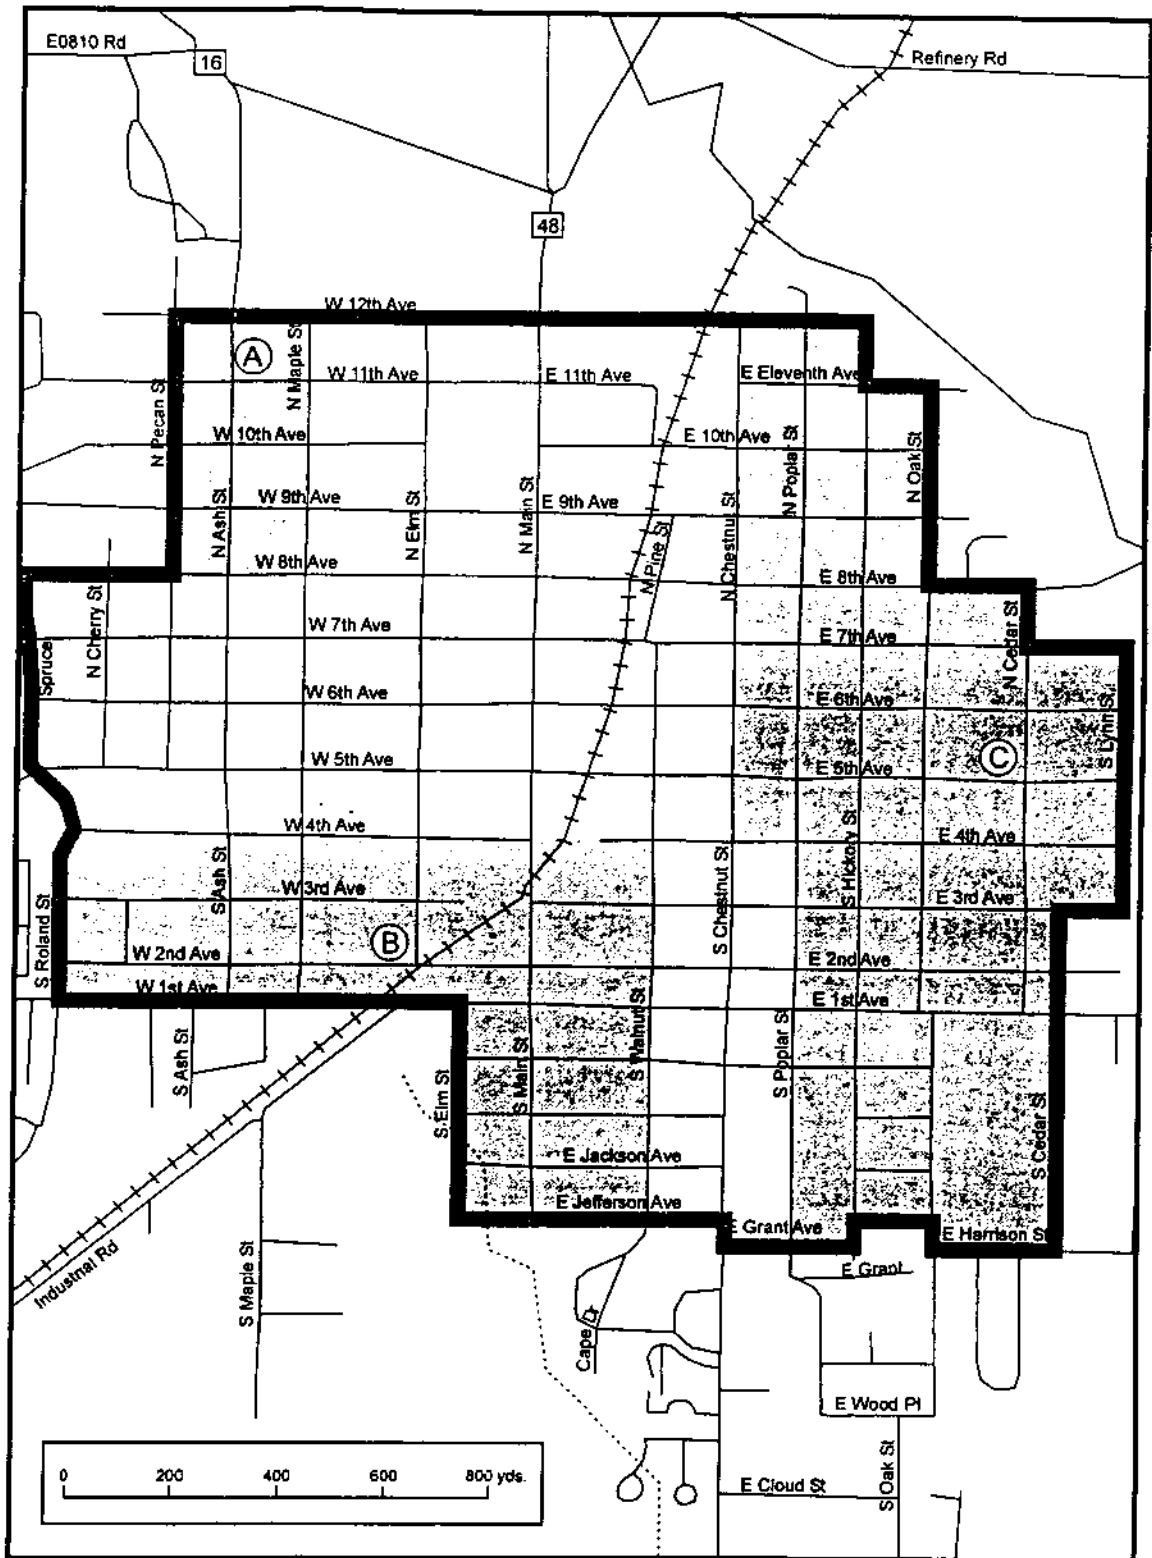 E0810 Rd
16
Refinery Rd
48
W 12th Ave
A
N Maple St
W 11th Ave
E 11th Ave
E Eleventh Ave
N Pecan St
W 10th Ave
E 10th Ave
N Poplar St
N Oak St
N Ash St
W 9th Ave
N Elm St
N Main St
E 9th Ave
N Pine St
N Chestnut St
W 8th Ave
E 8th Ave
N Cherry St
W 7th Ave
E 7th Ave
N Cedar St
Spruce
W 6th Ave
E 6th Ave
S Lynn St
C
W 5th Ave
E 5th Ave
W 4th Ave
E 4th Ave
S Ash St
S Hickory St
S Chestnut St
W 3rd Ave
E 3rd Ave
S Roland St
B
W 2nd Ave
E 2nd Ave
W 1st Ave
E 1st Ave
S Ash St
S Elm St
S Main St
S Walnut St
S Poplar St
S Cedar St
E Jackson Ave
E Jefferson Ave
E Grant Ave
E Harrison St
Industrial Rd
S Maple St
E Grant
Cape Dr
E Wood Pl
S Oak St
E Cloud St
0 200 400 600 800 yds.